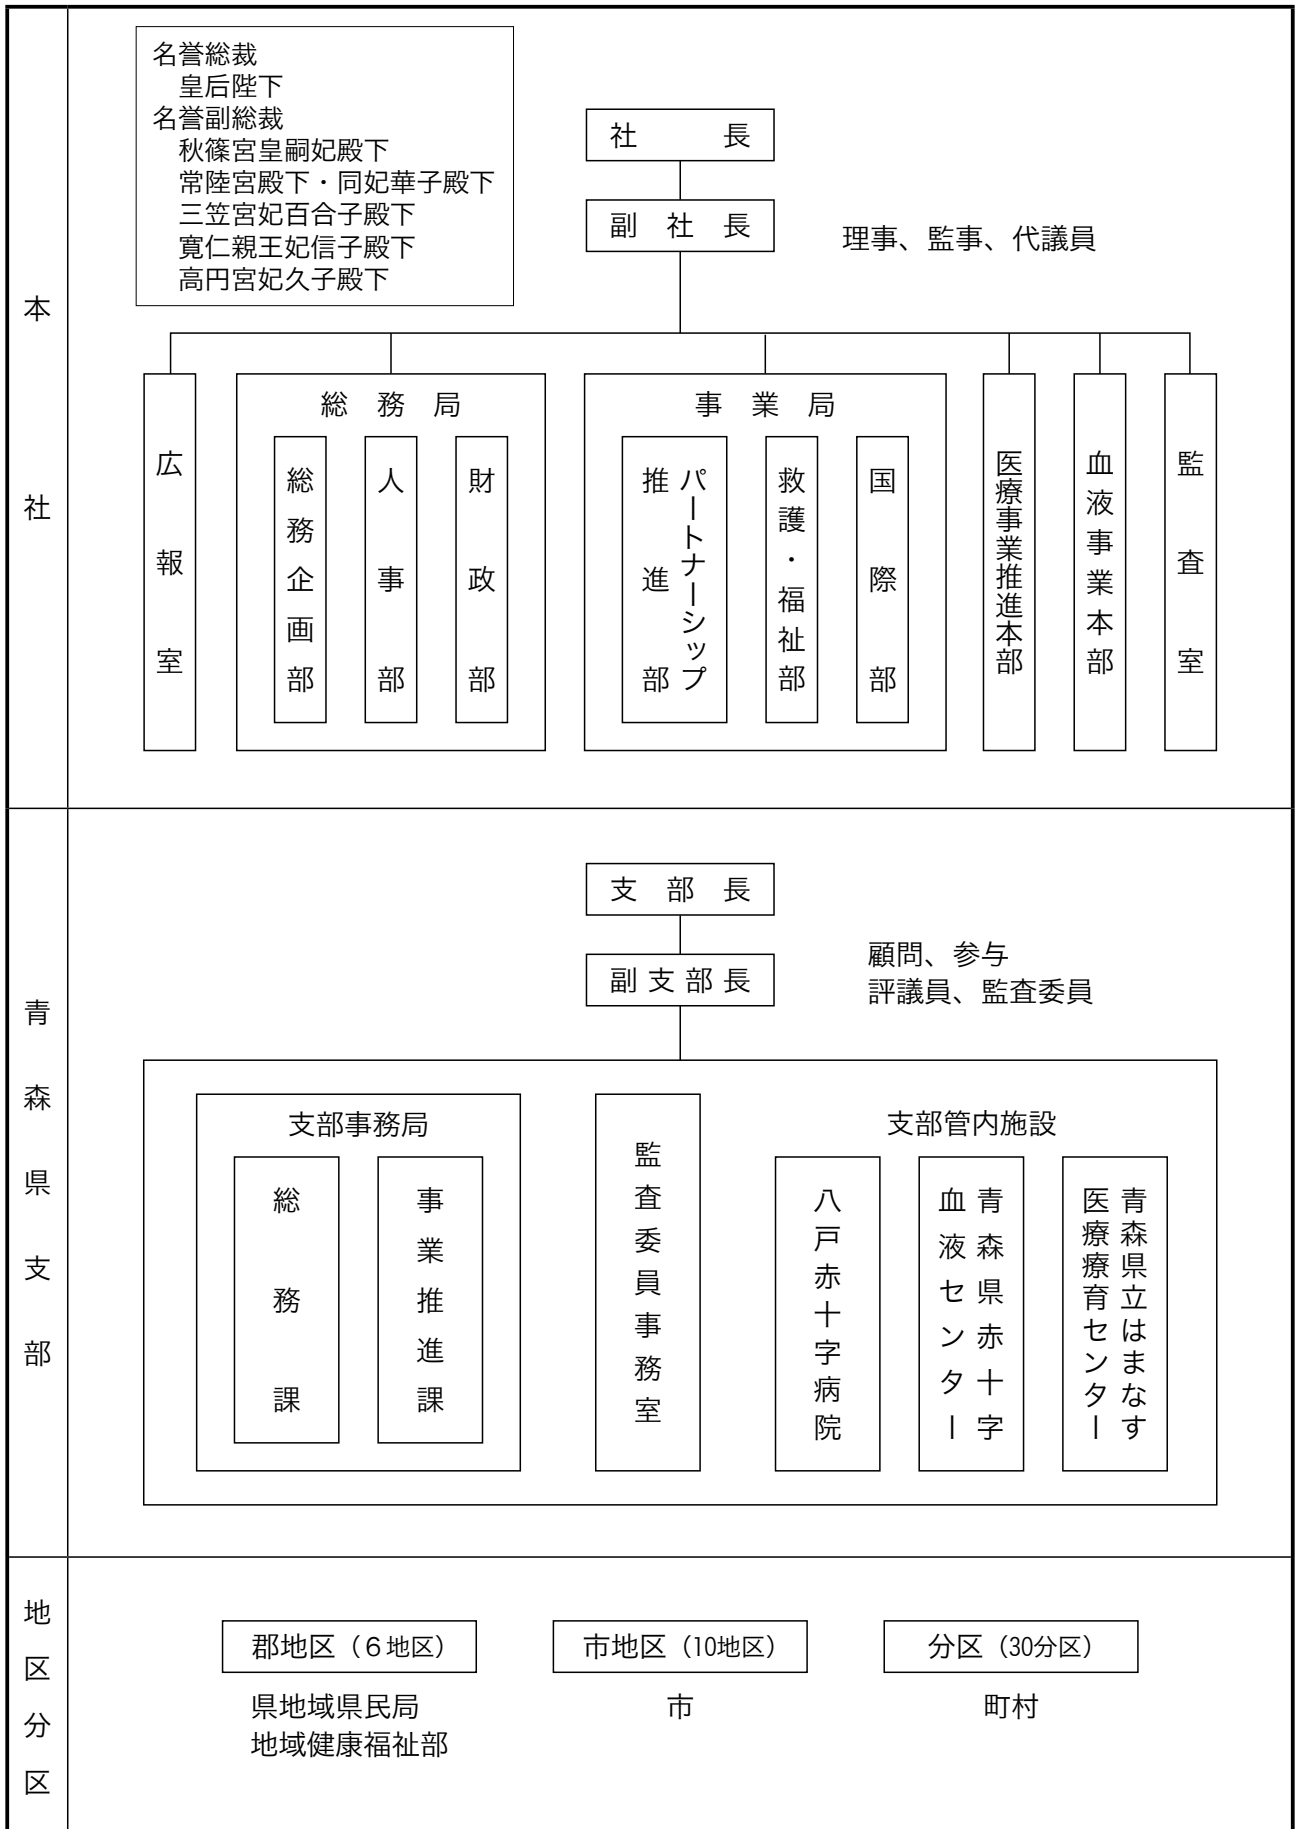 本社
名誉総裁
皇后陛下
名誉副総裁
秋篠宮皇嗣妃殿下
常陸宮殿下・同妃華子殿下
三笠宮妃百合子殿下
寛仁親王妃信子殿下
高円宮妃久子殿下
社長
副社長
理事、監事、代議員
広報室
総務局
総務企画部
人事部
財政部
事業局
パートナーシップ
推進部
救護・福祉部
国際部
医療事業推進本部
血液事業本部
監査室
青森県支部
支部長
副支部長
顧問、参与
評議員、監査委員
支部事務局
総務課
事業推進課
監査委員事務室
支部管内施設
八戸赤十字病院
青森県赤十字
血液センター
青森県立はまなす
医療療育センター
地区分区
郡地区（６地区）
県地域県民局
地域健康福祉部
市地区（10地区）
市
分区（30分区）
町村